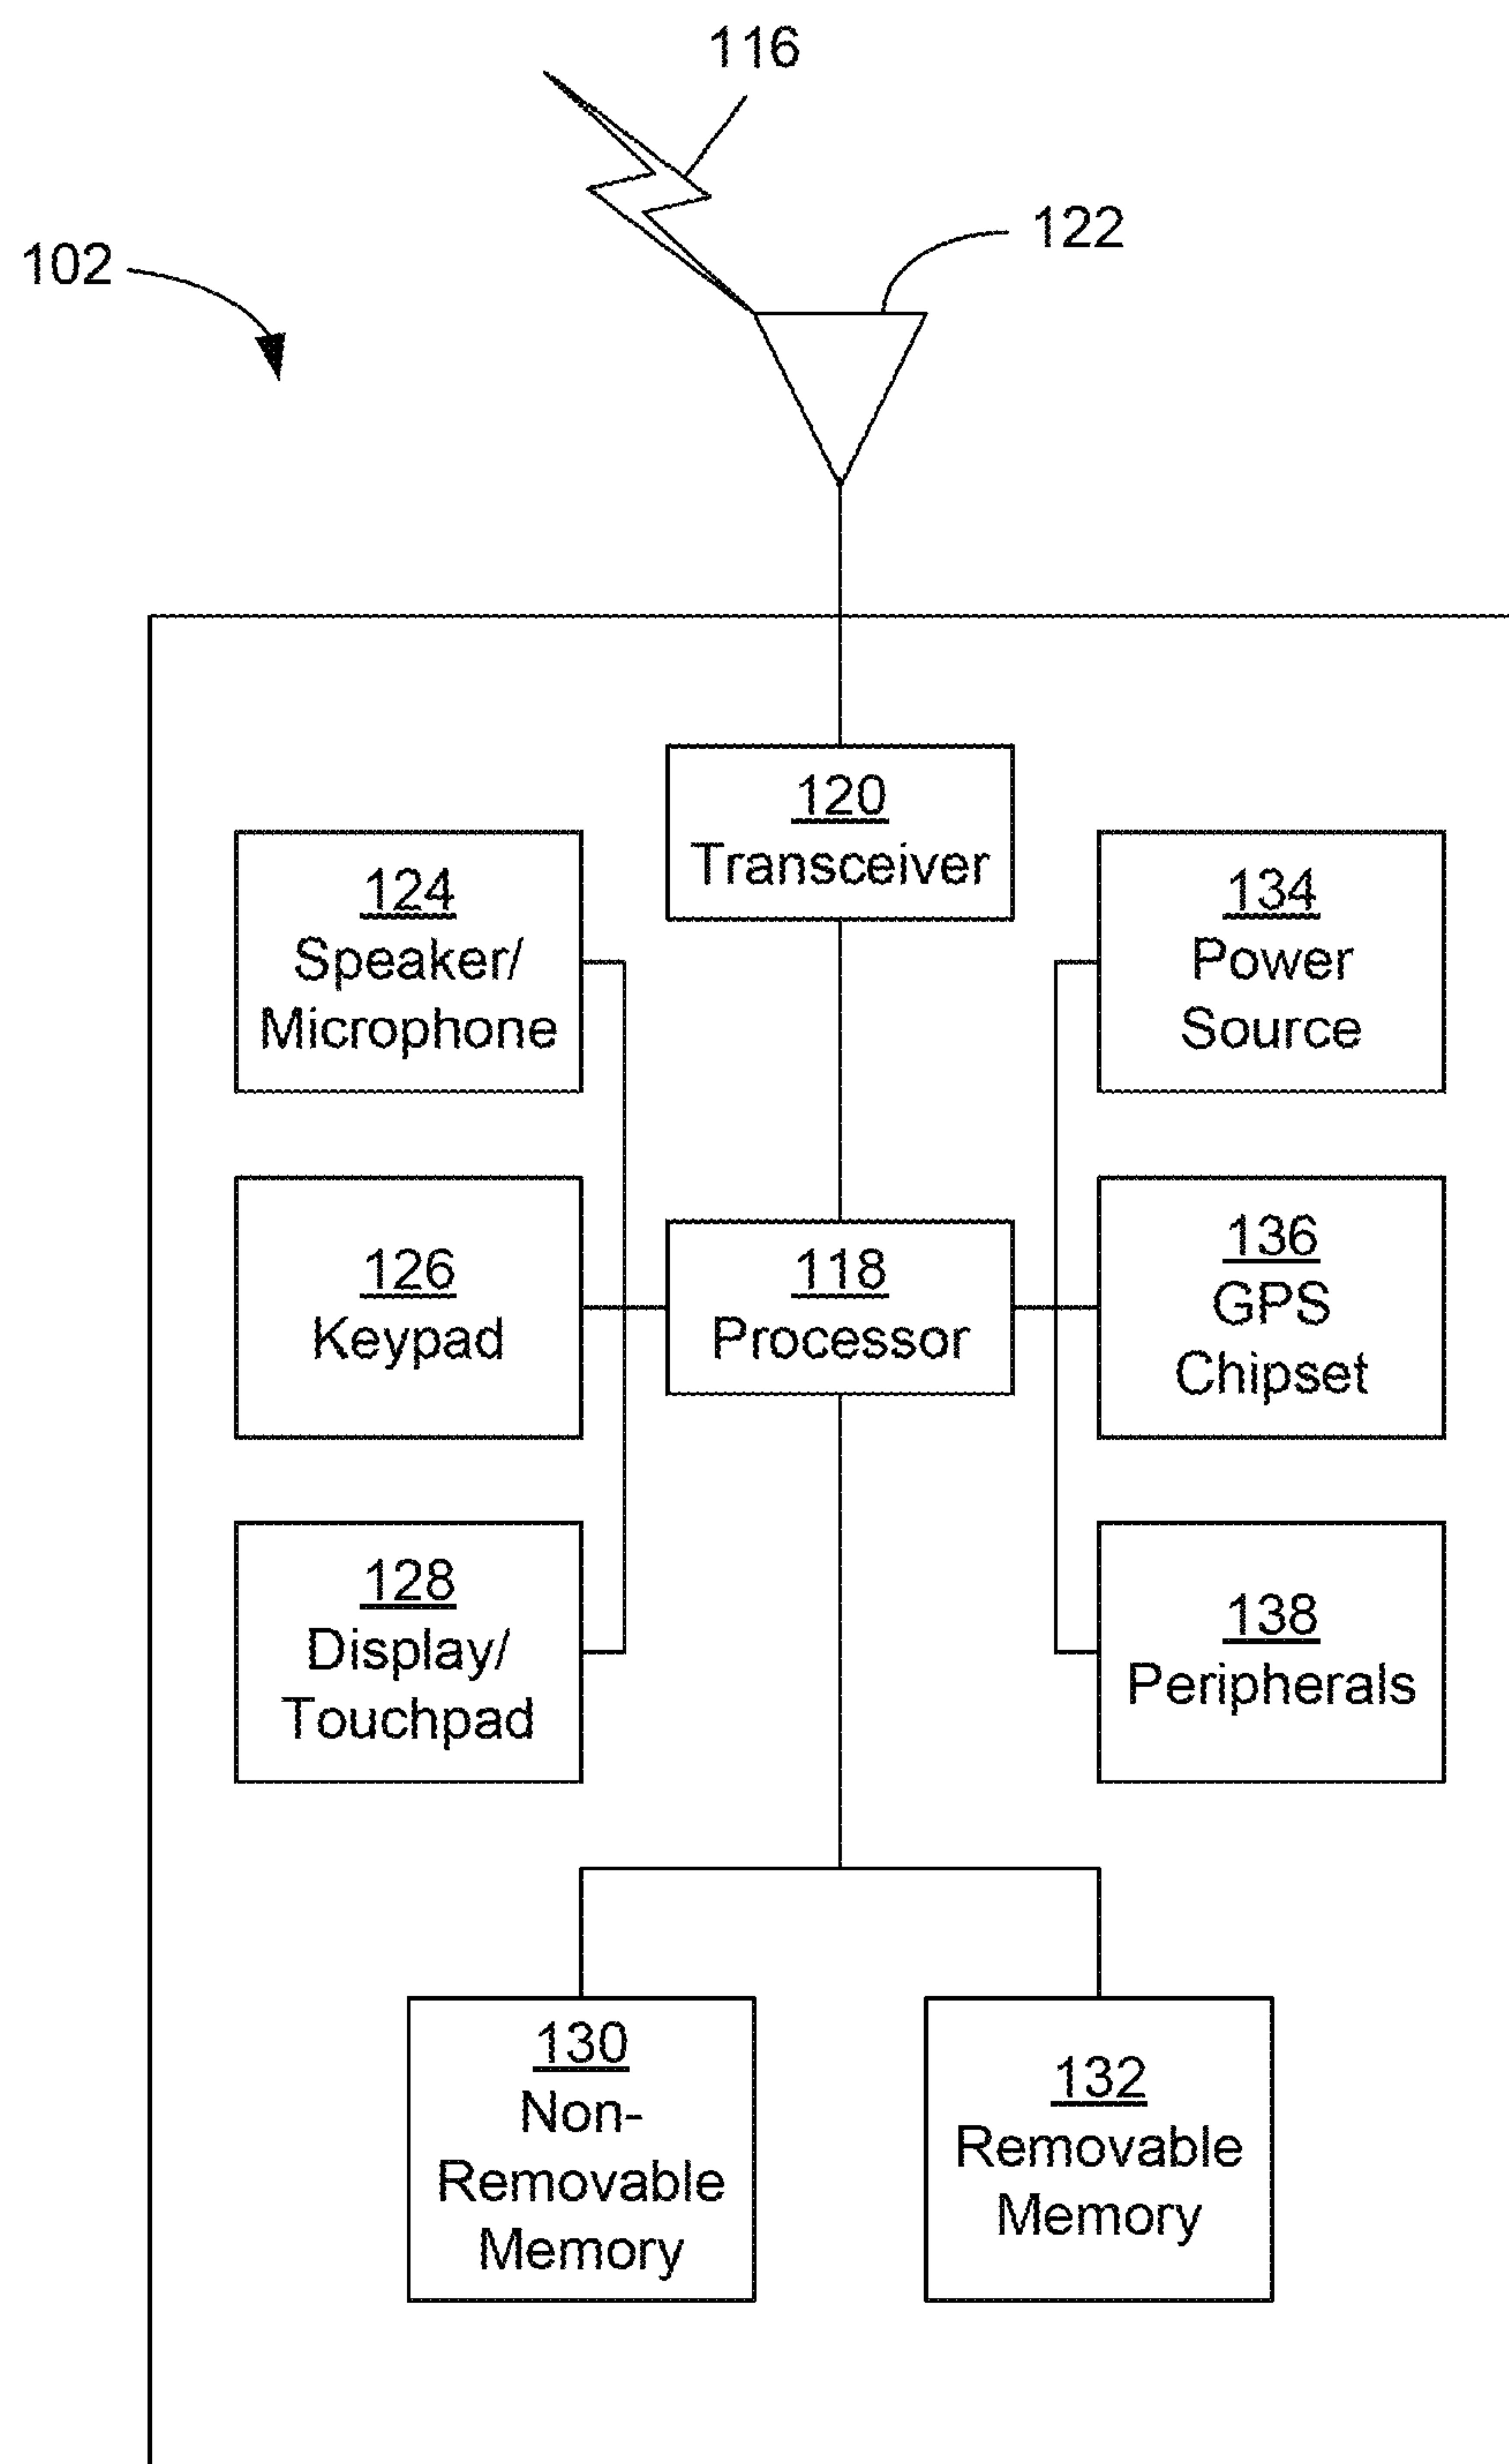 116
122
102
120
Transceiver
124
Speaker/
Microphone
134
Power
Source
126
Keypad
118
Processor
136
GPS
Chipset
128
Display/
Touchpad
138
Peripherals
130
Non-
Removable
Memory
132
Removable
Memory